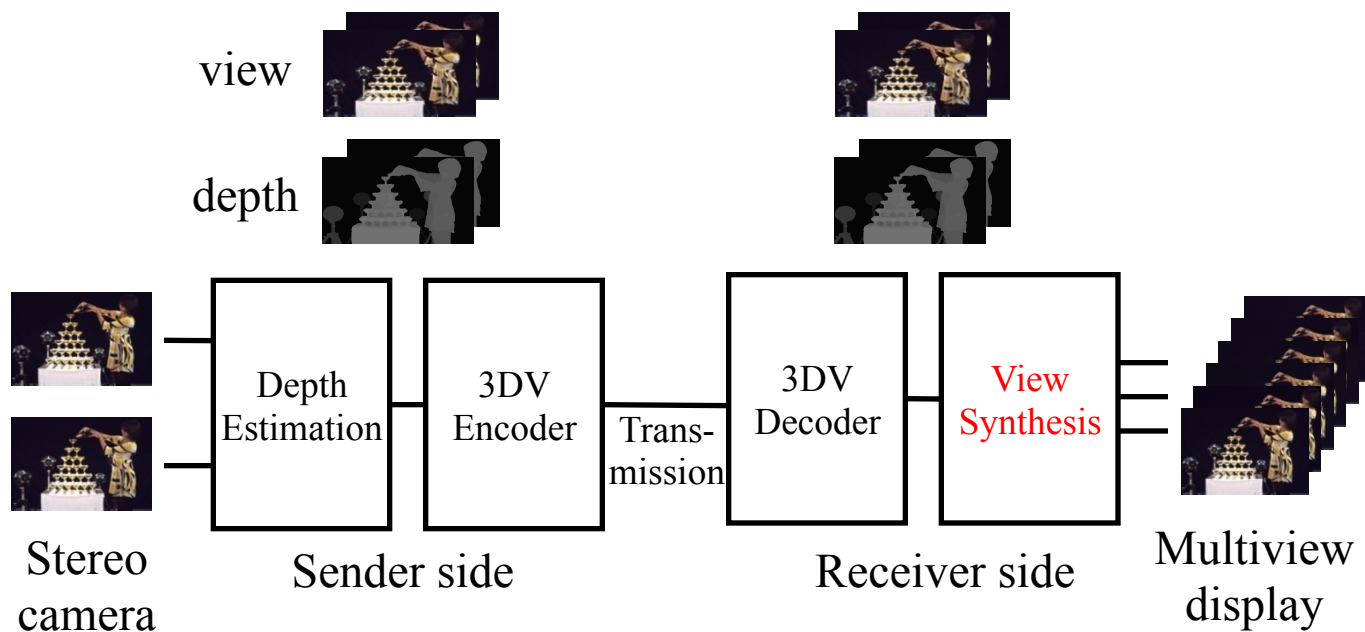 view
depth
Depth
Estimation
3DV
Encoder
Trans-
mission
3DV
Decoder
View
Synthesis
Stereo
camera
Sender side
Receiver side
Multiview
display